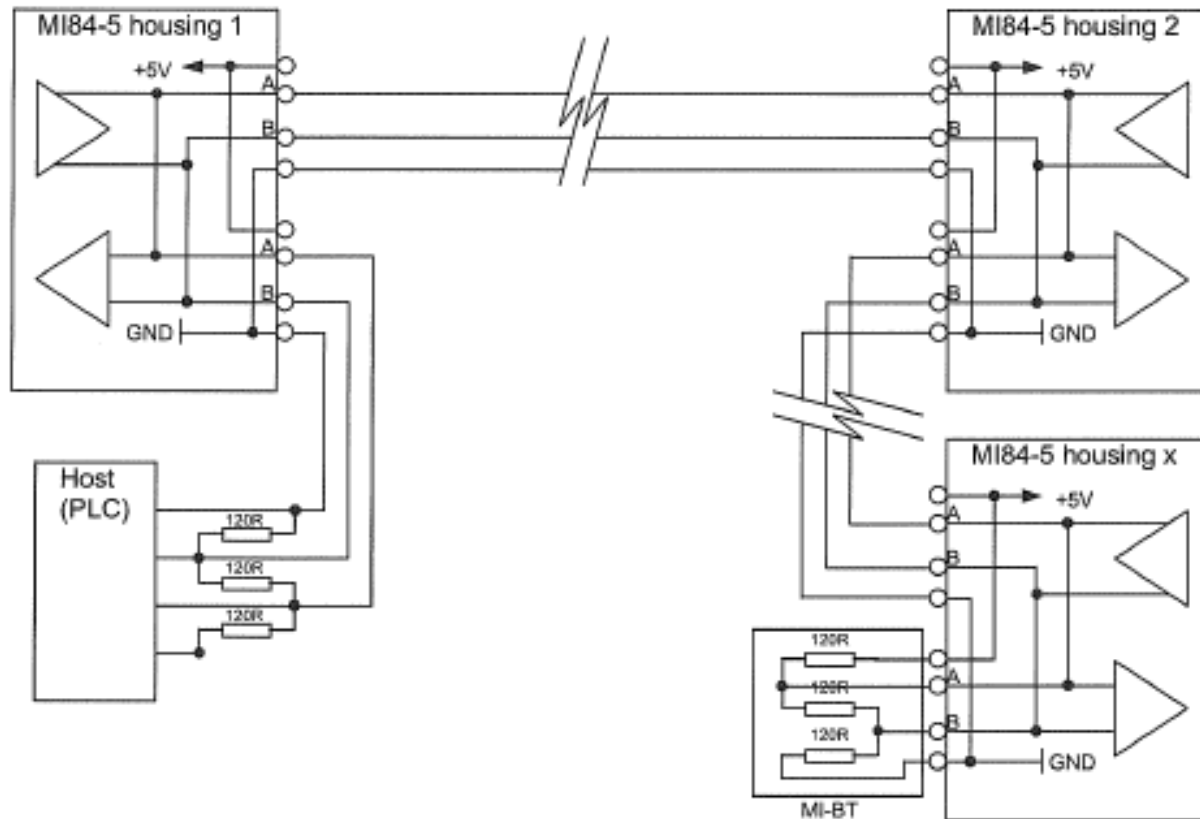 MI84-5 housing 1
+5V
A
B
A
B
GND
MI84-5 housing 2
+5V
A
B
A
B
GND
Host
(PLC)
120R
120R
120R
MI84-5 housing x
+5V
A
B
120R
A
120R
B
120R
GND
MI-BT